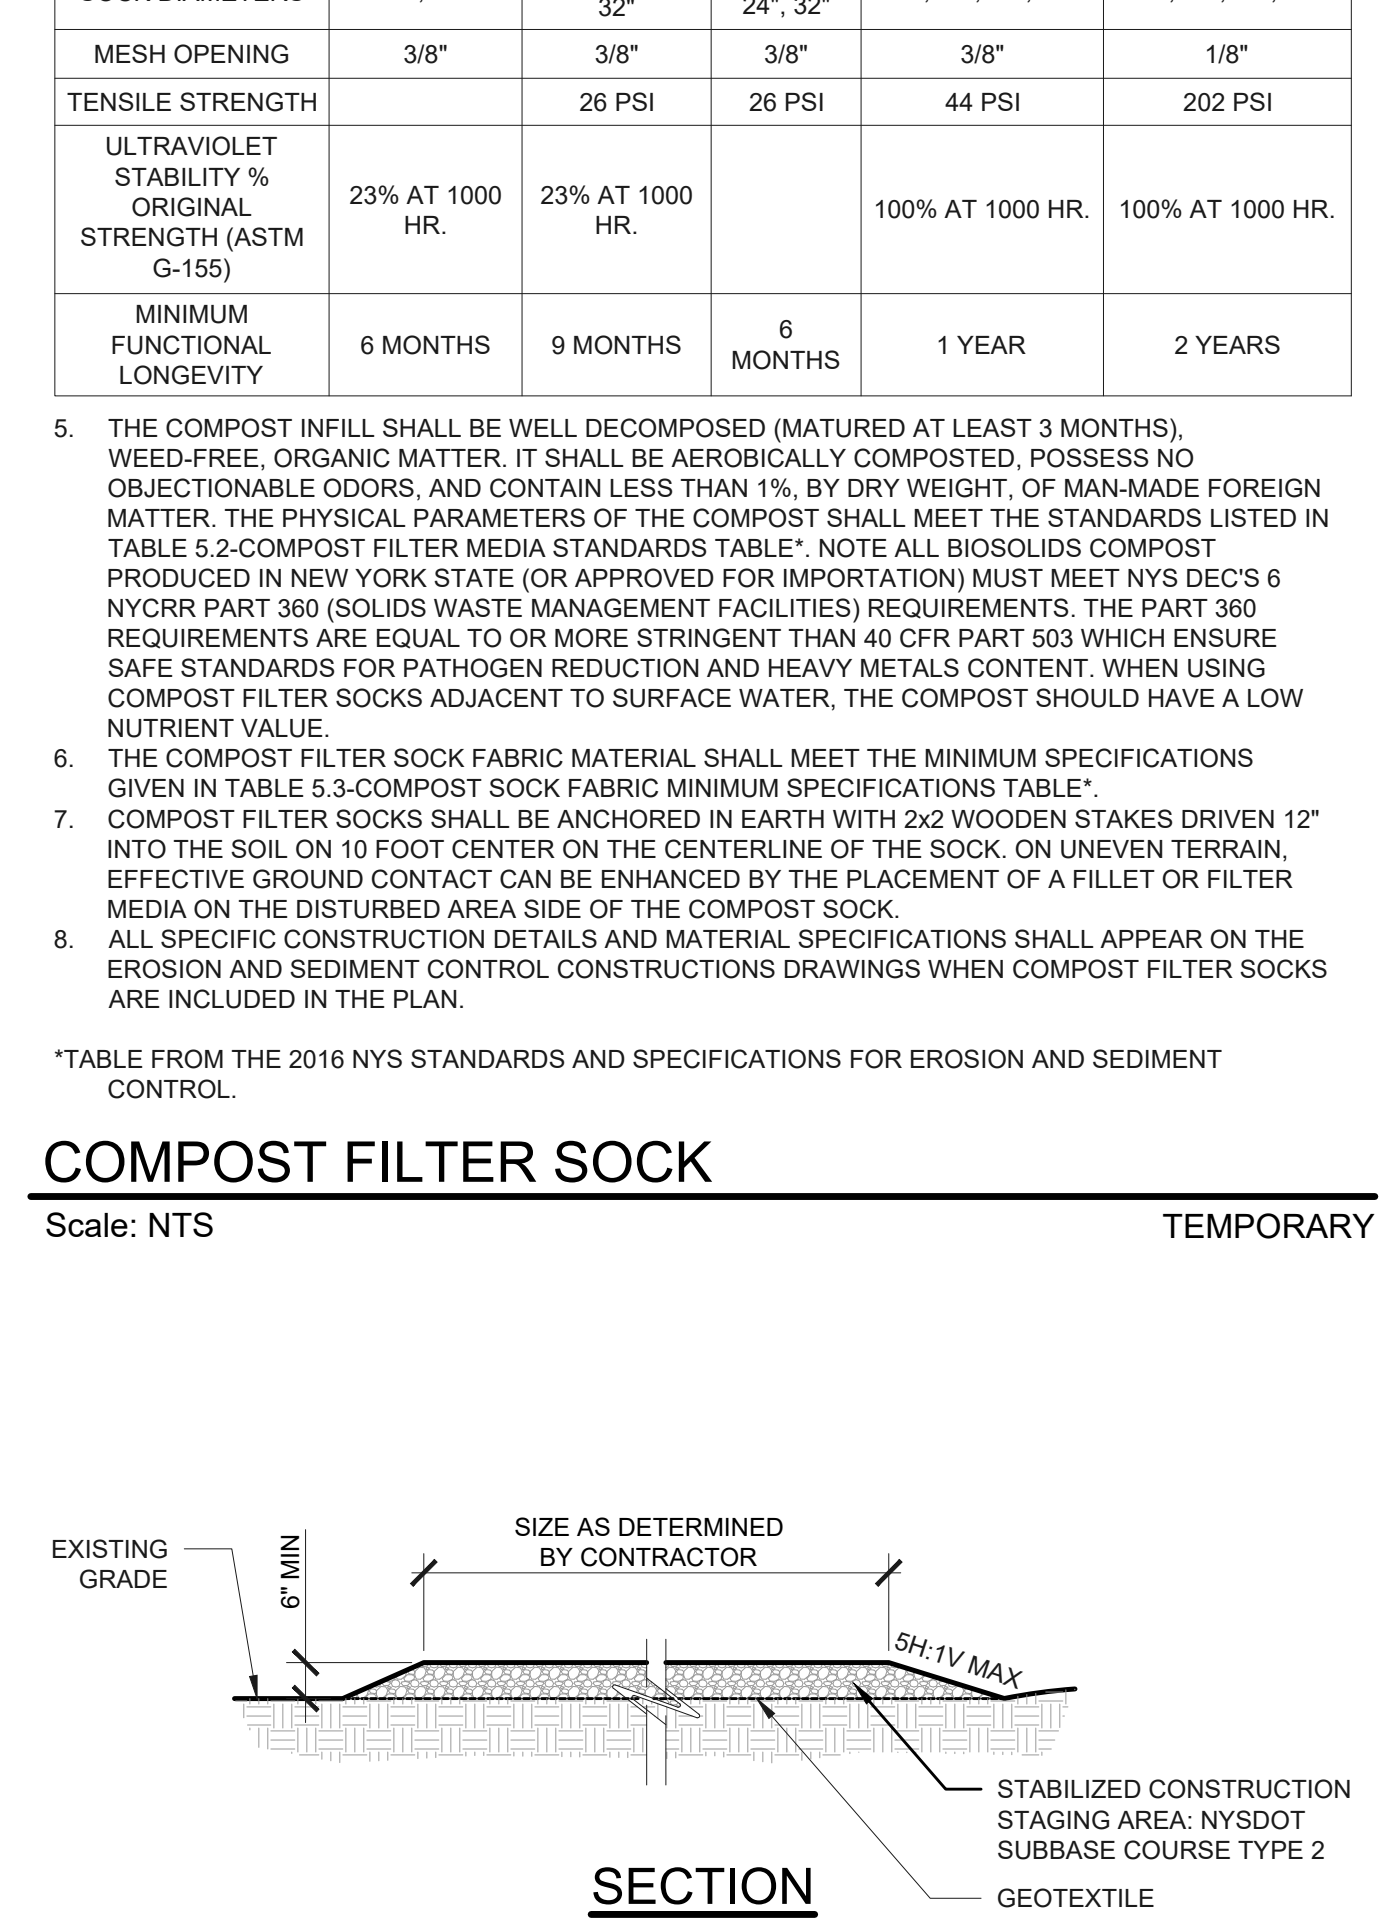 32" 24", 32"
MESH OPENING 3/8" 3/8" 3/8" 3/8" 1/8"
TENSILE STRENGTH 26 PSI 26 PSI 44 PSI 202 PSI
ULTRAVIOLET
STABILITY %
ORIGINAL
STRENGTH (ASTM
G-155)
23% AT 1000
HR.
23% AT 1000
HR.
100% AT 1000 HR.
100% AT 1000 HR.
MINIMUM
FUNCTIONAL
LONGEVITY
6 MONTHS
9 MONTHS
6
MONTHS
1 YEAR
2 YEARS
5. THE COMPOST INFILL SHALL BE WELL DECOMPOSED (MATURED AT LEAST 3 MONTHS),
WEED-FREE, ORGANIC MATTER. IT SHALL BE AEROBICALLY COMPOSTED, POSSESS NO
OBJECTIONABLE ODORS, AND CONTAIN LESS THAN 1%, BY DRY WEIGHT, OF MAN-MADE FOREIGN
MATTER. THE PHYSICAL PARAMETERS OF THE COMPOST SHALL MEET THE STANDARDS LISTED IN
TABLE 5.2-COMPOST FILTER MEDIA STANDARDS TABLE*. NOTE ALL BIOSOLIDS COMPOST
PRODUCED IN NEW YORK STATE (OR APPROVED FOR IMPORTATION) MUST MEET NYS DEC'S 6
NYCRR PART 360 (SOLIDS WASTE MANAGEMENT FACILITIES) REQUIREMENTS. THE PART 360
REQUIREMENTS ARE EQUAL TO OR MORE STRINGENT THAN 40 CFR PART 503 WHICH ENSURE
SAFE STANDARDS FOR PATHOGEN REDUCTION AND HEAVY METALS CONTENT. WHEN USING
COMPOST FILTER SOCKS ADJACENT TO SURFACE WATER, THE COMPOST SHOULD HAVE A LOW
NUTRIENT VALUE.
6. THE COMPOST FILTER SOCK FABRIC MATERIAL SHALL MEET THE MINIMUM SPECIFICATIONS
GIVEN IN TABLE 5.3-COMPOST SOCK FABRIC MINIMUM SPECIFICATIONS TABLE*.
7. COMPOST FILTER SOCKS SHALL BE ANCHORED IN EARTH WITH 2x2 WOODEN STAKES DRIVEN 12"
INTO THE SOIL ON 10 FOOT CENTER ON THE CENTERLINE OF THE SOCK. ON UNEVEN TERRAIN,
EFFECTIVE GROUND CONTACT CAN BE ENHANCED BY THE PLACEMENT OF A FILLET OR FILTER
MEDIA ON THE DISTURBED AREA SIDE OF THE COMPOST SOCK.
8. ALL SPECIFIC CONSTRUCTION DETAILS AND MATERIAL SPECIFICATIONS SHALL APPEAR ON THE
EROSION AND SEDIMENT CONTROL CONSTRUCTIONS DRAWINGS WHEN COMPOST FILTER SOCKS
ARE INCLUDED IN THE PLAN.
*TABLE FROM THE 2016 NYS STANDARDS AND SPECIFICATIONS FOR EROSION AND SEDIMENT
CONTROL.
COMPOST FILTER SOCK
Scale: NTS TEMPORARY
EXISTING
GRADE
6" MIN
SIZE AS DETERMINED
BY CONTRACTOR
5H:1V MAX
STABILIZED CONSTRUCTION
STAGING AREA: NYSDOT
SUBBASE COURSE TYPE 2
GEOTEXTILE
SECTION